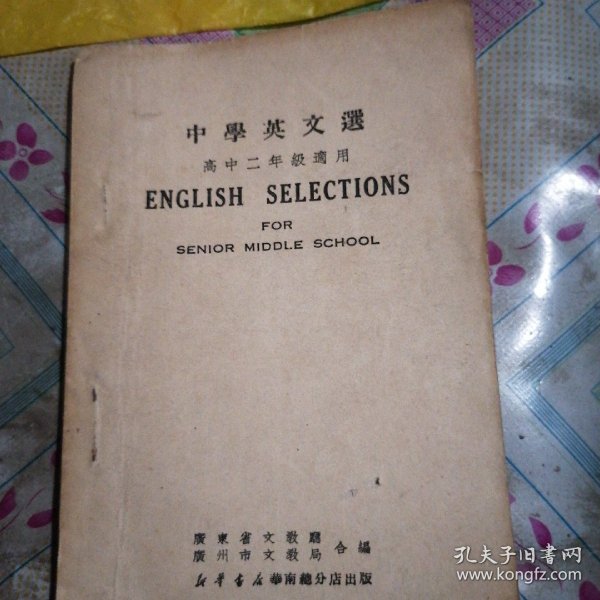 中學英文選
高中二年級適用
ENGLISH SELECTIONS
FOR
SENIOR MIDDLE SCHOOL
廣東省文教廳
廣州市文教局 合編
新華書店華南總分店出版
孔夫子旧书网
www.kongfz.com